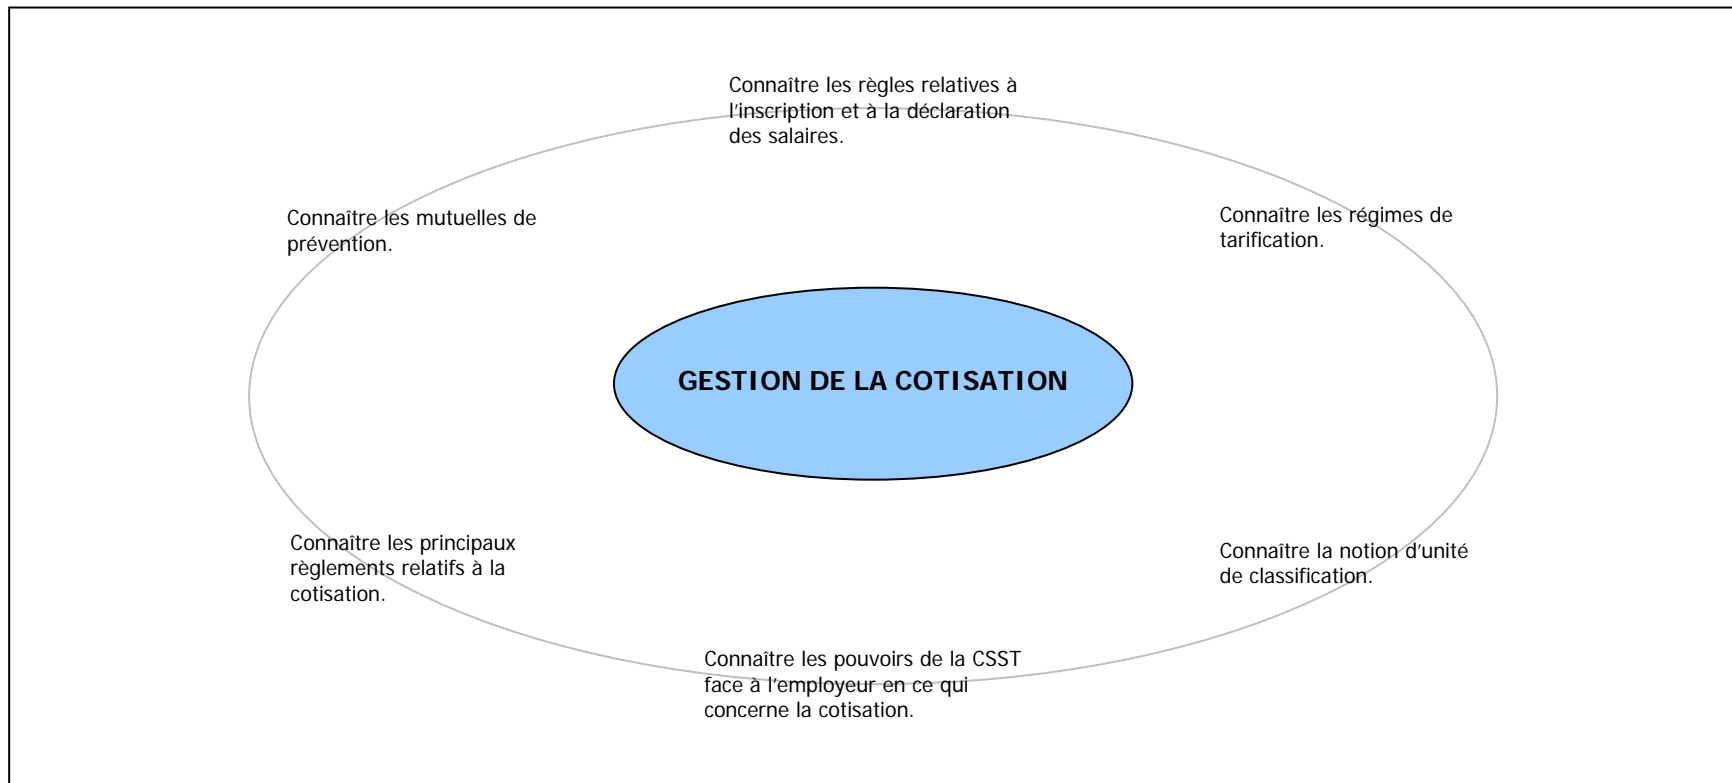 Connaître les règles relatives à
l'inscription et à la déclaration
des salaires.
Connaître les mutuelles de
prévention.
Connaître les régimes de
tarification.
GESTION DE LA COTISATION
Connaître les principaux
règlements relatifs à la
cotisation.
Connaître la notion d'unité
de classification.
Connaître les pouvoirs de la CSST
face à l'employeur en ce qui
concerne la cotisation.